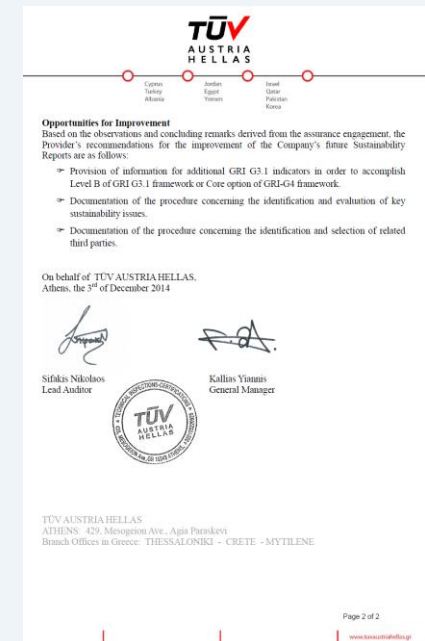 TÜV
AUSTRIA
HELLAS
Cyprus
Turkey
Albania
Jordan
Egypt
Yemen
Israel
Qatar
Pakistan
Korea
Opportunities for Improvement
Based on the observations and concluding remarks derived from the assurance engagement, the
Provider's recommendations for the improvement of the Company's future Sustainability
Reports are as follows:
☞ Provision of information for additional GRI G3.1 indicators in order to accomplish
Level B of GRI G3.1 framework or Core option of GRI-G4 framework.
☞ Documentation of the procedure concerning the identification and evaluation of key
sustainability issues.
☞ Documentation of the procedure concerning the identification and selection of related
third parties.
On behalf of TÜV AUSTRIA HELLAS,
Athens, the 3rd of December 2014
Sifakis Nikolaos
Lead Auditor
Kallias Yiannis
General Manager
TECHNICAL INSPECTIONS-CERTIFICATIONS
TÜV
AUSTRIA
HELLAS
TÜV AUSTRIA HELLAS
ATHENS: 429, Mesogeion Ave., Agia Paraskevi
Branch Offices in Greece: THESSALONIKI - CRETE - MYTILENE
Page 2 of 2
www.tuvaustriahellas.gr